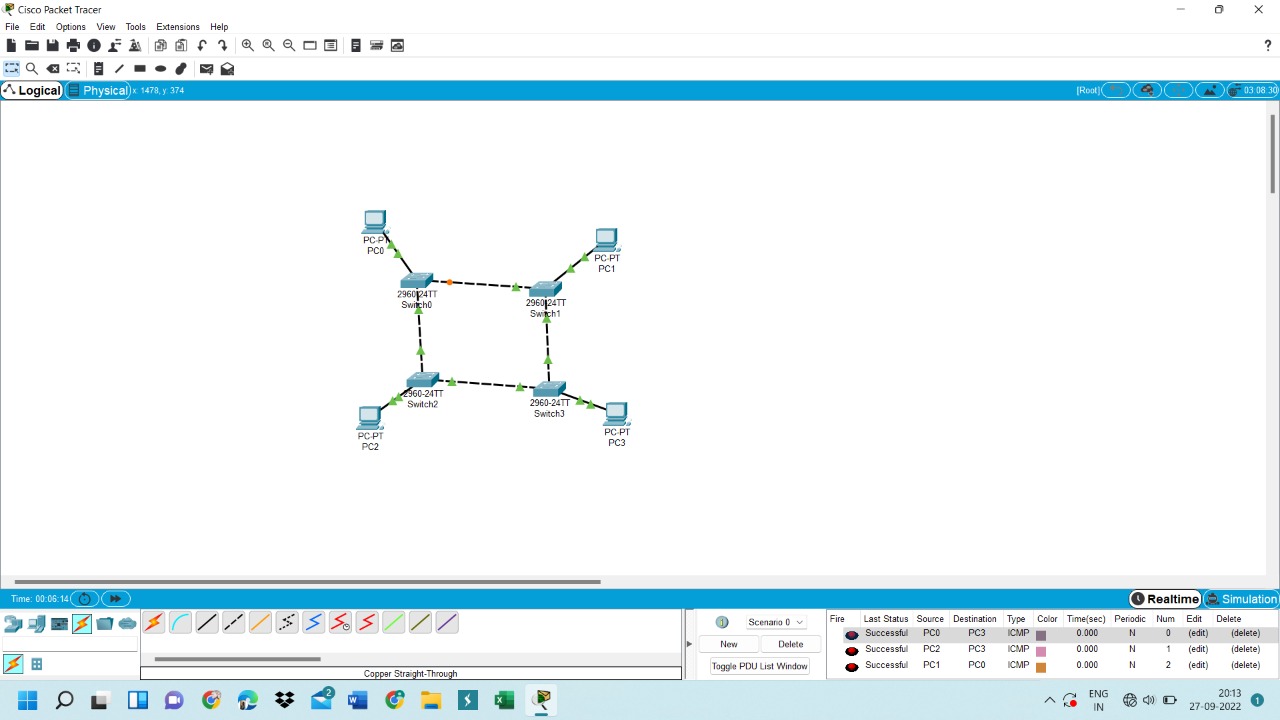 Cisco Packet Tracer
File Edit Options View Tools Extensions Help
?
Logical Physical x: 1478, y: 374 [Root] 03:08:30
PC-PT
PC0
PC-PT
PC1
2960-24TT
Switch0
2960-24TT
Switch1
2960-24TT
Switch2
2960-24TT
Switch3
PC-PT
PC2
PC-PT
PC3
Time: 00:06:14 Realtime Simulation
Scenario 0
New Delete
Toggle PDU List Window
Copper Straight-Through
Fire Last Status Source Destination Type Color Time(sec) Periodic Num Edit Delete
Successful PC0 PC3 ICMP 0.000 N 0 (edit) (delete)
Successful PC2 PC3 ICMP 0.000 N 1 (edit) (delete)
Successful PC1 PC0 ICMP 0.000 N 2 (edit) (delete)
2
ENG
IN
20:13
27-09-2022
1